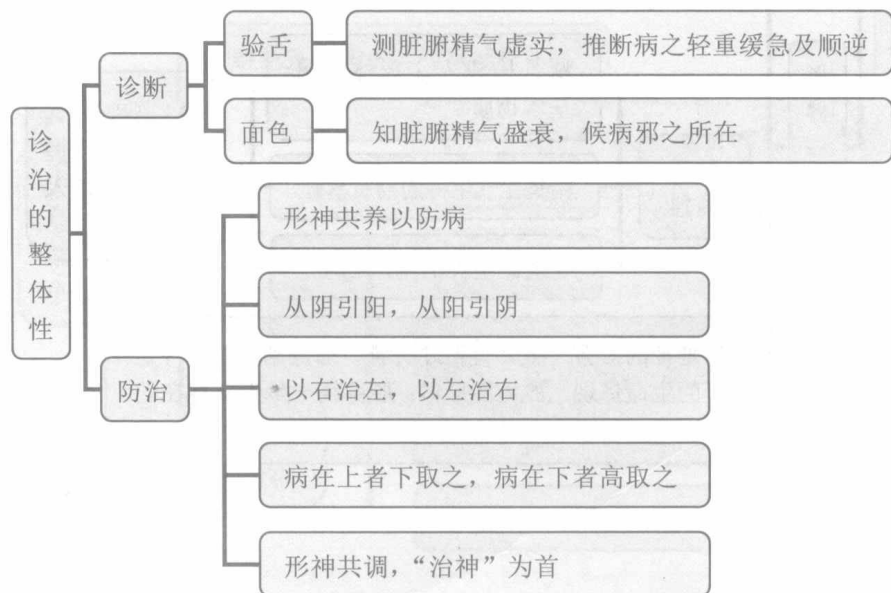 诊治的整体性
诊断
验舌
测脏腑精气虚实，推断病之轻重缓急及顺逆
面色
知脏腑精气盛衰，候病邪之所在
防治
形神共养以防病
从阴引阳，从阳引阴
以右治左，以左治右
病在上者下取之，病在下者高取之
形神共调，“治神”为首